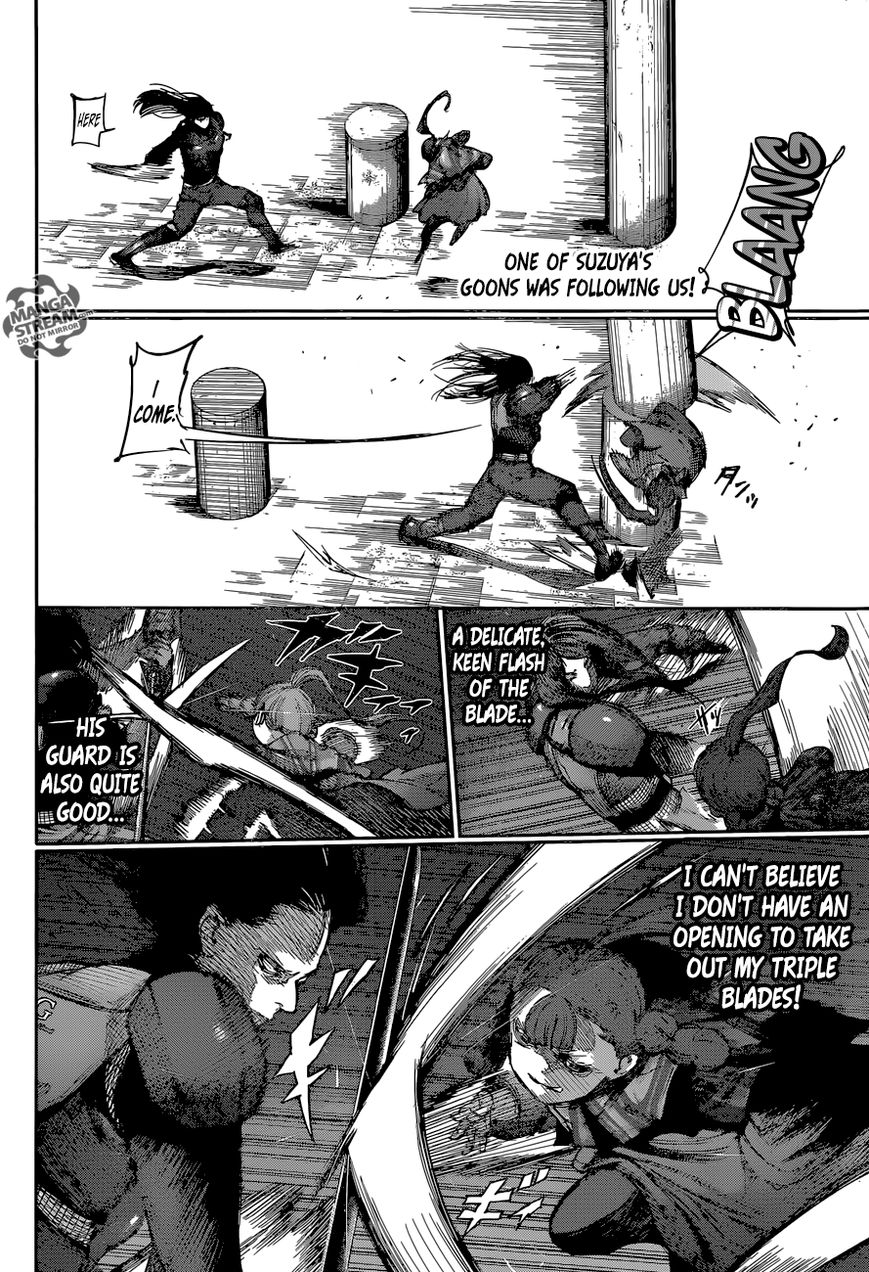 HERE
BLAANG
ONE OF SUZUYA'S
GOONS WAS FOLLOWING US!
MANGA
STREAM.com
DO NOT MIRROR
I
COME.
A DELICATE,
KEEN FLASH
OF THE
BLADE...
HIS
GUARD IS
ALSO QUITE
GOOD...
I CAN'T BELIEVE
I DON'T HAVE AN
OPENING TO TAKE
OUT MY TRIPLE
BLADES!
G